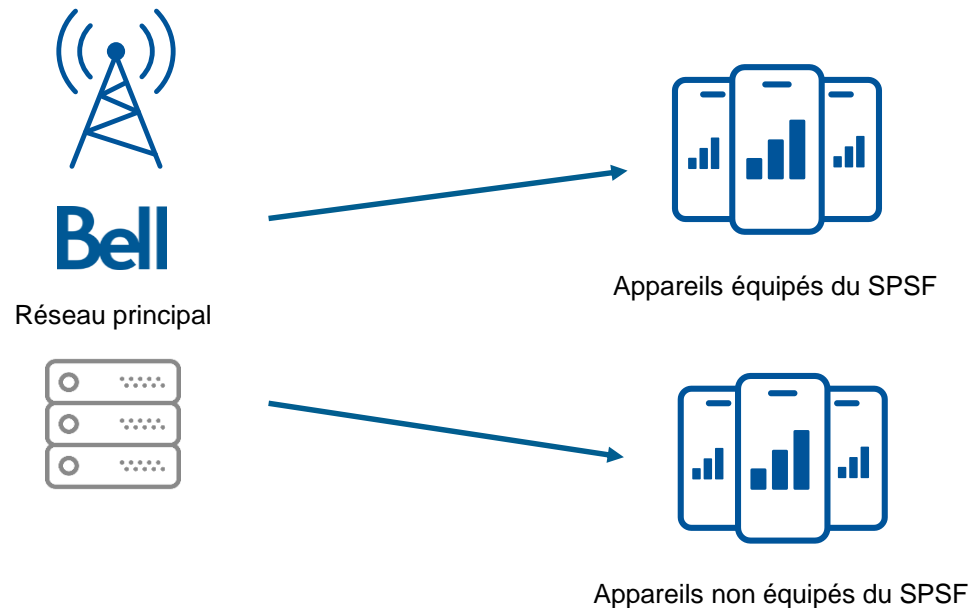 Bell
Réseau principal
Appareils équipés du SPSF
Appareils non équipés du SPSF